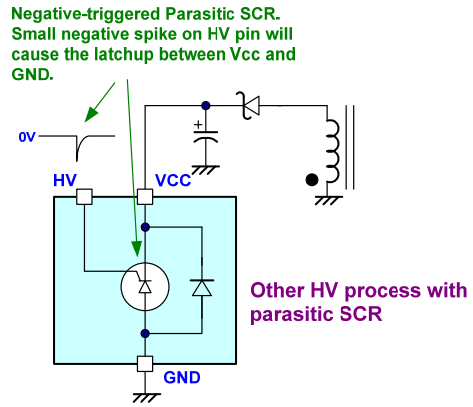 Negative-triggered Parasitic SCR.
Small negative spike on HV pin will
cause the latchup between Vcc and
GND.
0V
+
HV
VCC
Other HV process with
parasitic SCR
GND